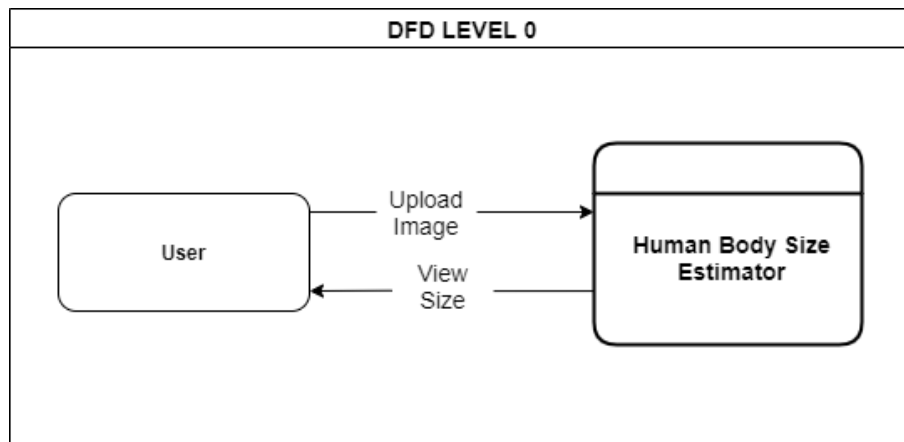 DFD LEVEL 0
Upload
Image
User
Human Body Size
Estimator
View
Size